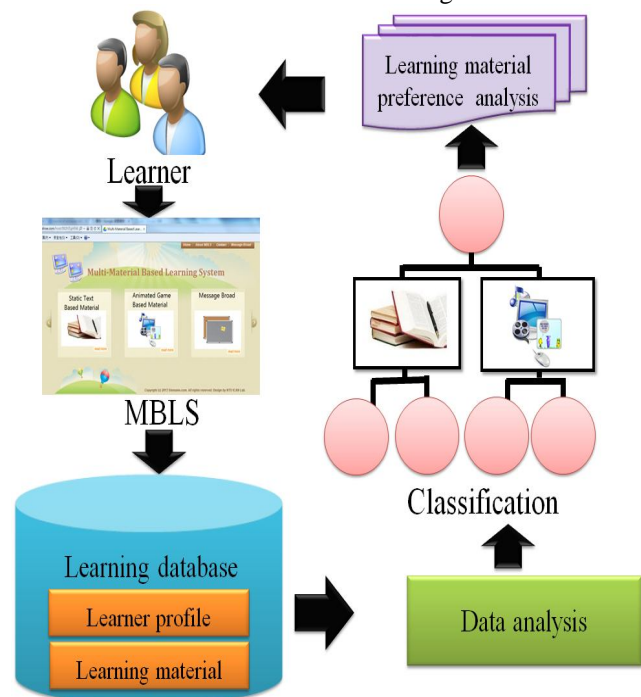 Learning material
preference analysis
Learner
Multi-Material Based Learning System
Static Text
Based Material
Animated Game
Based Material
Message Broad
MBLS
Classification
Learning database
Learner profile
Learning material
Data analysis